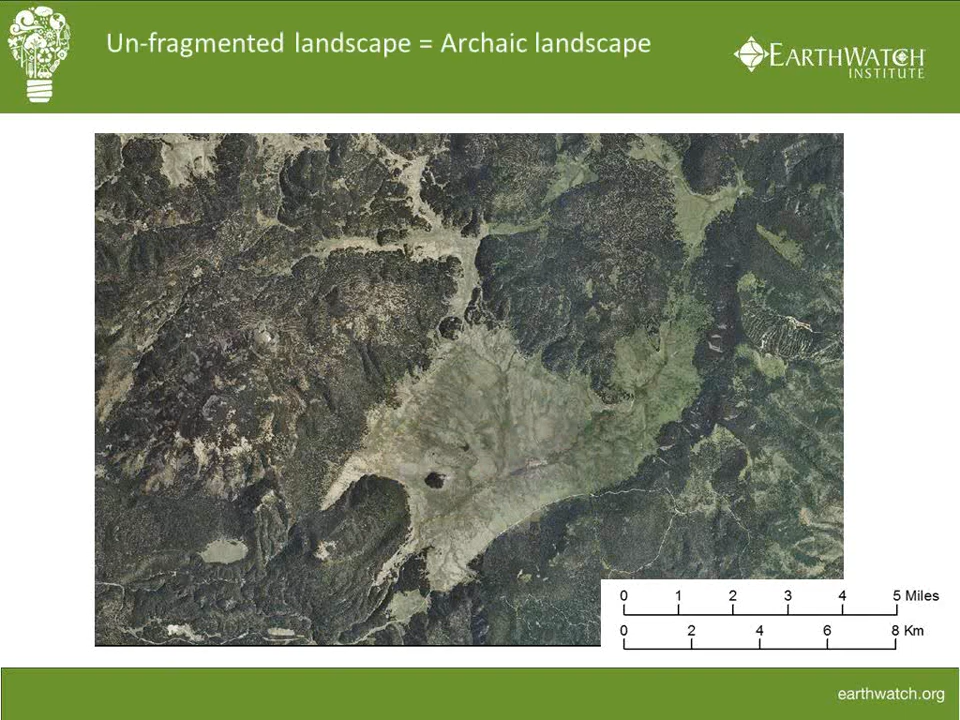 Un-fragmented landscape = Archaic landscape
EARTHWATCH
INSTITUTE
0 1 2 3 4 5 Miles
0 2 4 6 8 Km
earthwatch.org